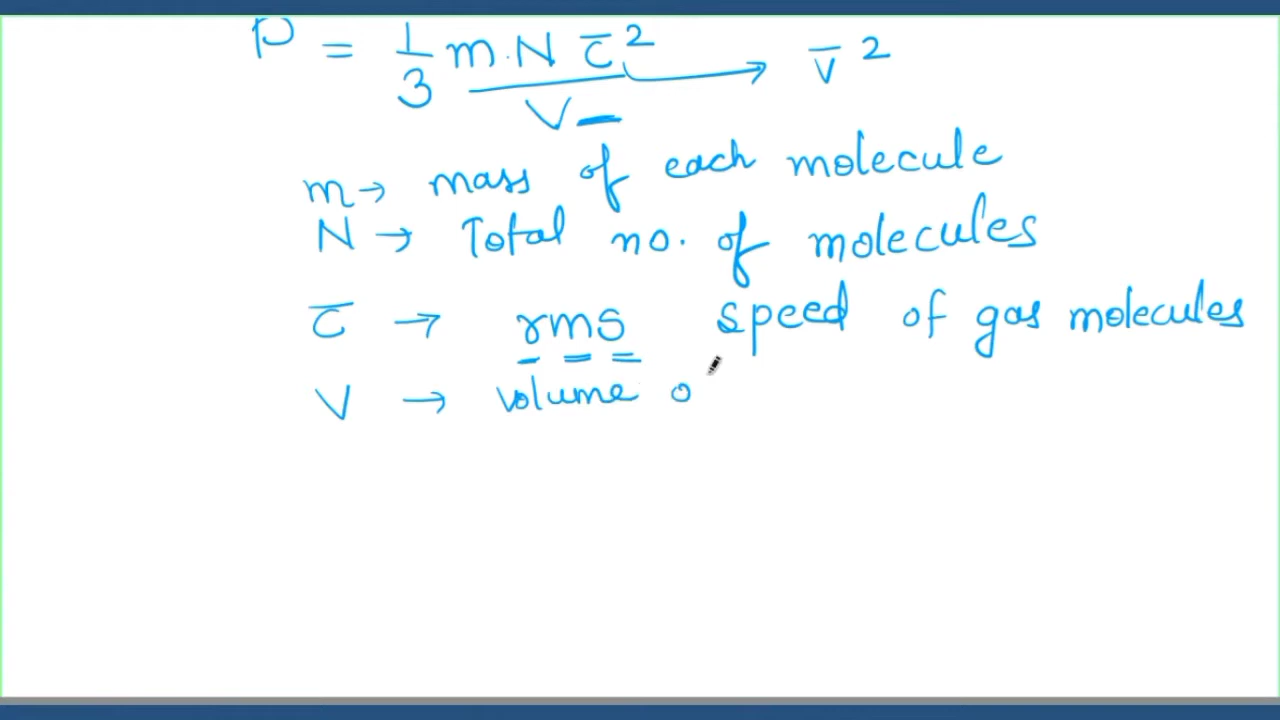 P = 1/3 m.N c̅² / V → v̅²
m → mass of each molecule
N → Total no. of molecules
c̅ → rms speed of gas molecules
V → volume o